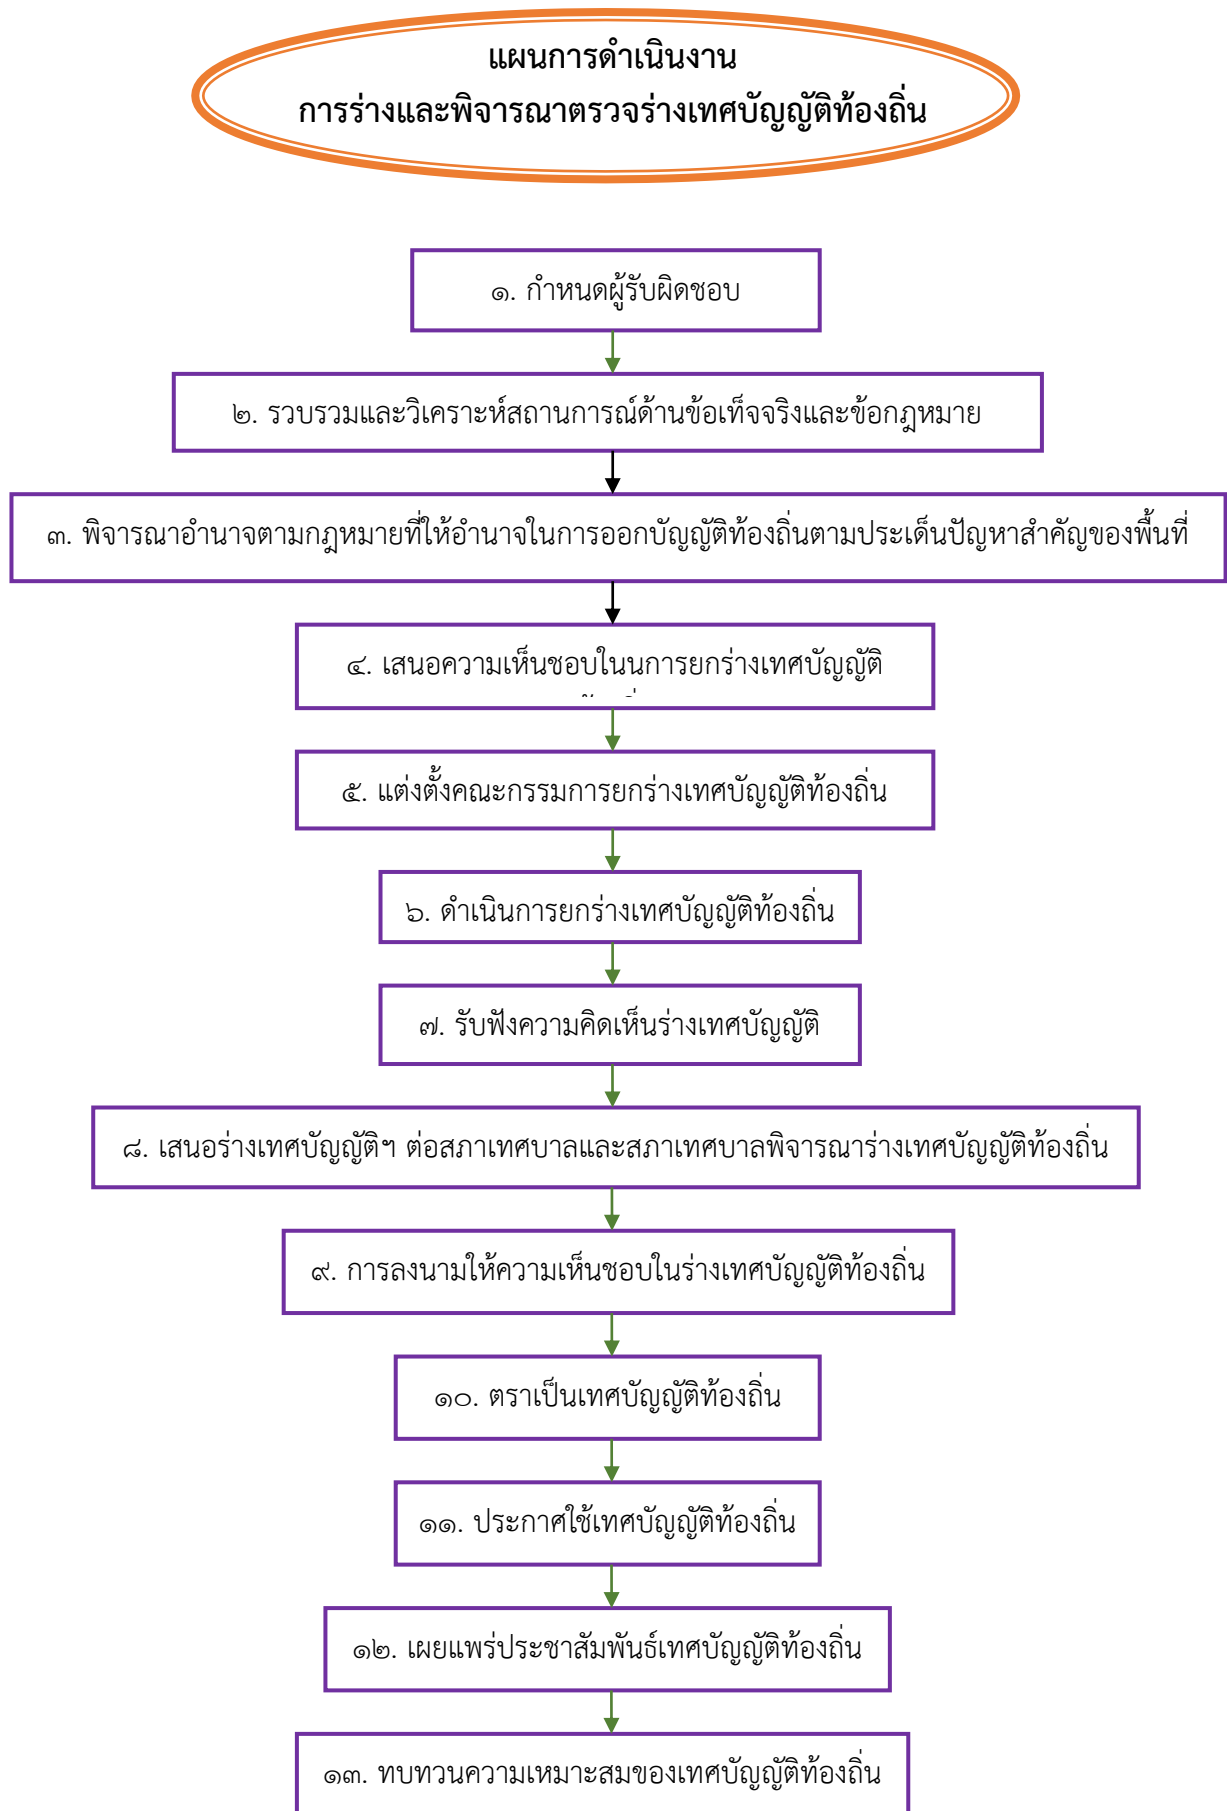 แผนการดำเนินงาน
การร่างและพิจารณาตรวจร่างเทศบัญญัติท้องถิ่น
๑. กำหนดผู้รับผิดชอบ
๒. รวบรวมและวิเคราะห์สถานการณ์ด้านข้อเท็จจริงและข้อกฎหมาย
๓. พิจารณาอำนาจตามกฎหมายที่ให้อำนาจในการออกบัญญัติท้องถิ่นตามประเด็นปัญหาสำคัญของพื้นที่
๔. เสนอความเห็นชอบในนการยกร่างเทศบัญญัติ
๕. แต่งตั้งคณะกรรมการยกร่างเทศบัญญัติท้องถิ่น
๖. ดำเนินการยกร่างเทศบัญญัติท้องถิ่น
๗. รับฟังความคิดเห็นร่างเทศบัญญัติ
๘. เสนอร่างเทศบัญญัติฯ ต่อสภาเทศบาลและสภาเทศบาลพิจารณาร่างเทศบัญญัติท้องถิ่น
๙. การลงนามให้ความเห็นชอบในร่างเทศบัญญัติท้องถิ่น
๑๐. ตราเป็นเทศบัญญัติท้องถิ่น
๑๑. ประกาศใช้เทศบัญญัติท้องถิ่น
๑๒. เผยแพร่ประชาสัมพันธ์เทศบัญญัติท้องถิ่น
๑๓. ทบทวนความเหมาะสมของเทศบัญญัติท้องถิ่น